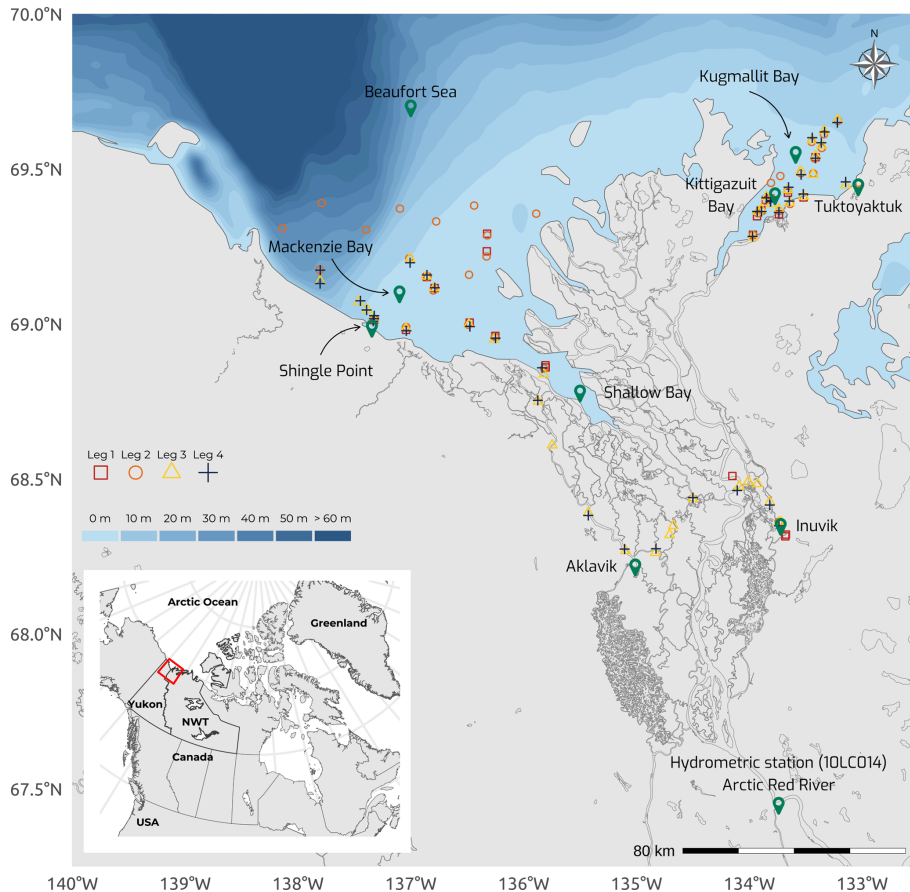 70.0°N
69.5°N
69.0°N
68.5°N
68.0°N
67.5°N
N
Kugmallit Bay
Beaufort Sea
Kittigazuit
Bay
Tuktoyaktuk
Mackenzie Bay
Shingle Point
Shallow Bay
Leg 1 Leg 2 Leg 3 Leg 4
0 m 10 m 20 m 30 m 40 m 50 m > 60 m
Inuvik
Aklavik
Arctic Ocean
Greenland
Yukon
NWT
Canada
USA
Hydrometric station (10LC014)
Arctic Red River
80 km
140°W 139°W 138°W 137°W 136°W 135°W 134°W 133°W